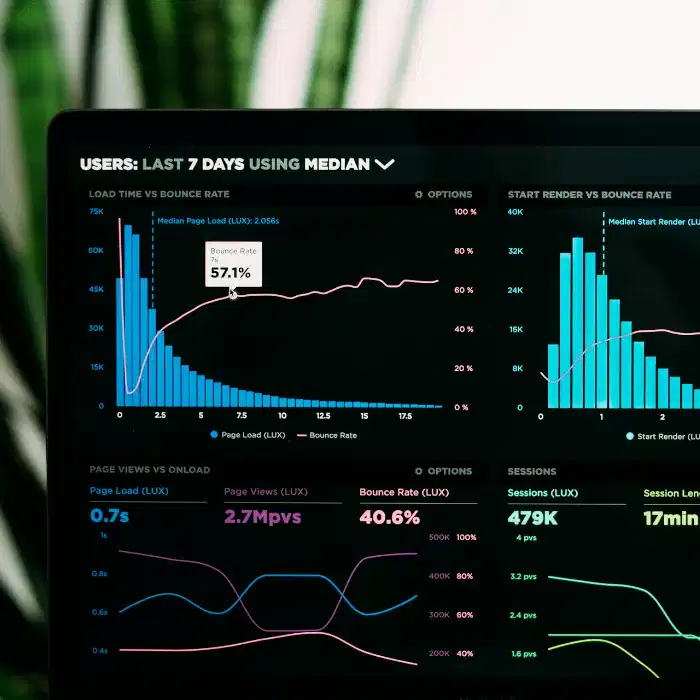 USERS: LAST 7 DAYS USING MEDIAN
LOAD TIME VS BOUNCE RATE
OPTIONS
75K
60K
45K
30K
15K
0
Median Page Load (LUX): 2.056s
Bounce Rate
7s
57.1%
100 %
80 %
60 %
40 %
20 %
0 %
0
2.5
5
7.5
10
12.5
15
17.5
Page Load (LUX)
Bounce Rate
START RENDER VS BOUNCE RATE
40K
32K
24K
16K
8K
0
Median Start Render (LU
0
1
2
Start Render (LU
PAGE VIEWS VS ONLOAD
OPTIONS
Page Load (LUX)
0.7s
Page Views (LUX)
2.7Mpvs
Bounce Rate (LUX)
40.6%
1s
0.8s
0.6s
0.4s
500K 100%
400K 80%
300K 60%
200K 40%
SESSIONS
Sessions (LUX)
479K
Session Len
17min
4 pvs
3.2 pvs
2.4 pvs
1.6 pvs